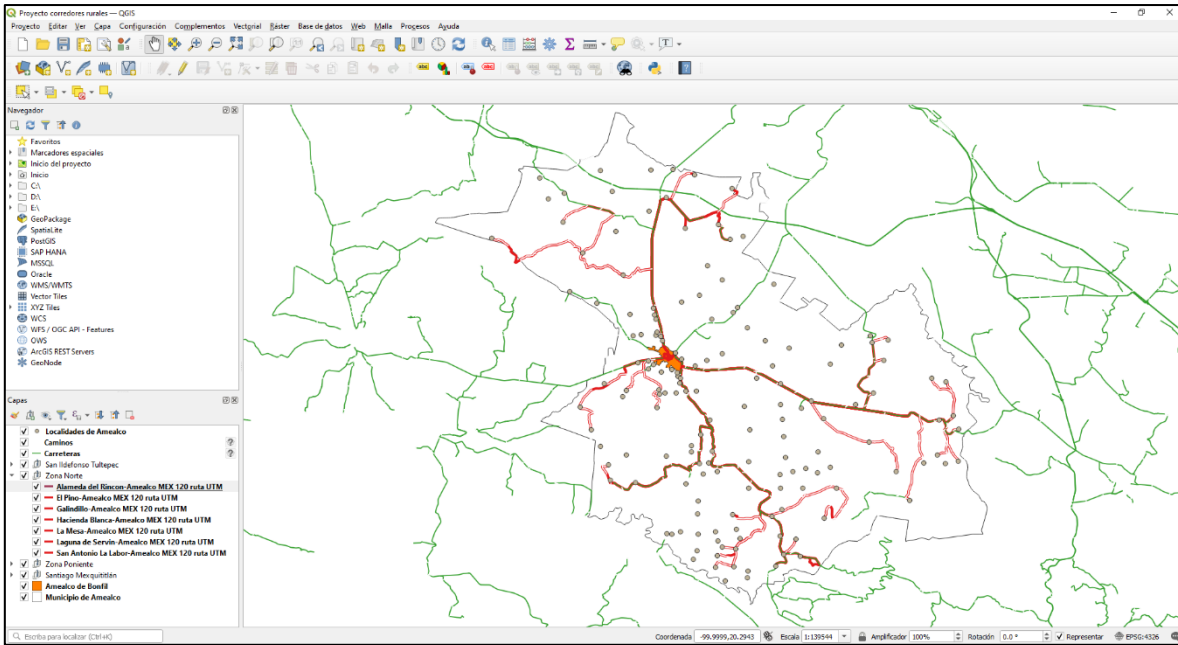 Proyecto corredores rurales — QGIS
Proyecto Editar Ver Capa Configuración Complementos Vectorial Ráster Base de datos Web Malla Procesos Ayuda
Navegador
Favoritos
Marcadores espaciales
Inicio del proyecto
Inicio
C:\
D:\
E:\
GeoPackage
SpatiaLite
PostGIS
SAP HANA
MSSQL
Oracle
WMS/WMTS
Vector Tiles
XYZ Tiles
WCS
WFS / OGC API - Features
OWS
ArcGIS REST Servers
GeoNode
Capas
Localidades de Amealco
Caminos
Carreteras
San Ildefonso Tultepec
Zona Norte
Alameda del Rincon-Amealco MEX 120 ruta UTM
El Pino-Amealco MEX 120 ruta UTM
Galindillo-Amealco MEX 120 ruta UTM
Hacienda Blanca-Amealco MEX 120 ruta UTM
La Mesa-Amealco MEX 120 ruta UTM
Laguna de Servin-Amealco MEX 120 ruta UTM
San Antonio La Labor-Amealco MEX 120 ruta UTM
Zona Poniente
Santiago Mexquititlán
Amealco de Bonfil
Municipio de Amealco
Escriba para localizar (Ctrl+K)
Coordenada -99.9999,20.2943 Escala 1:139544 Amplificador 100% Rotación 0.0 ° Representar EPSG:4326